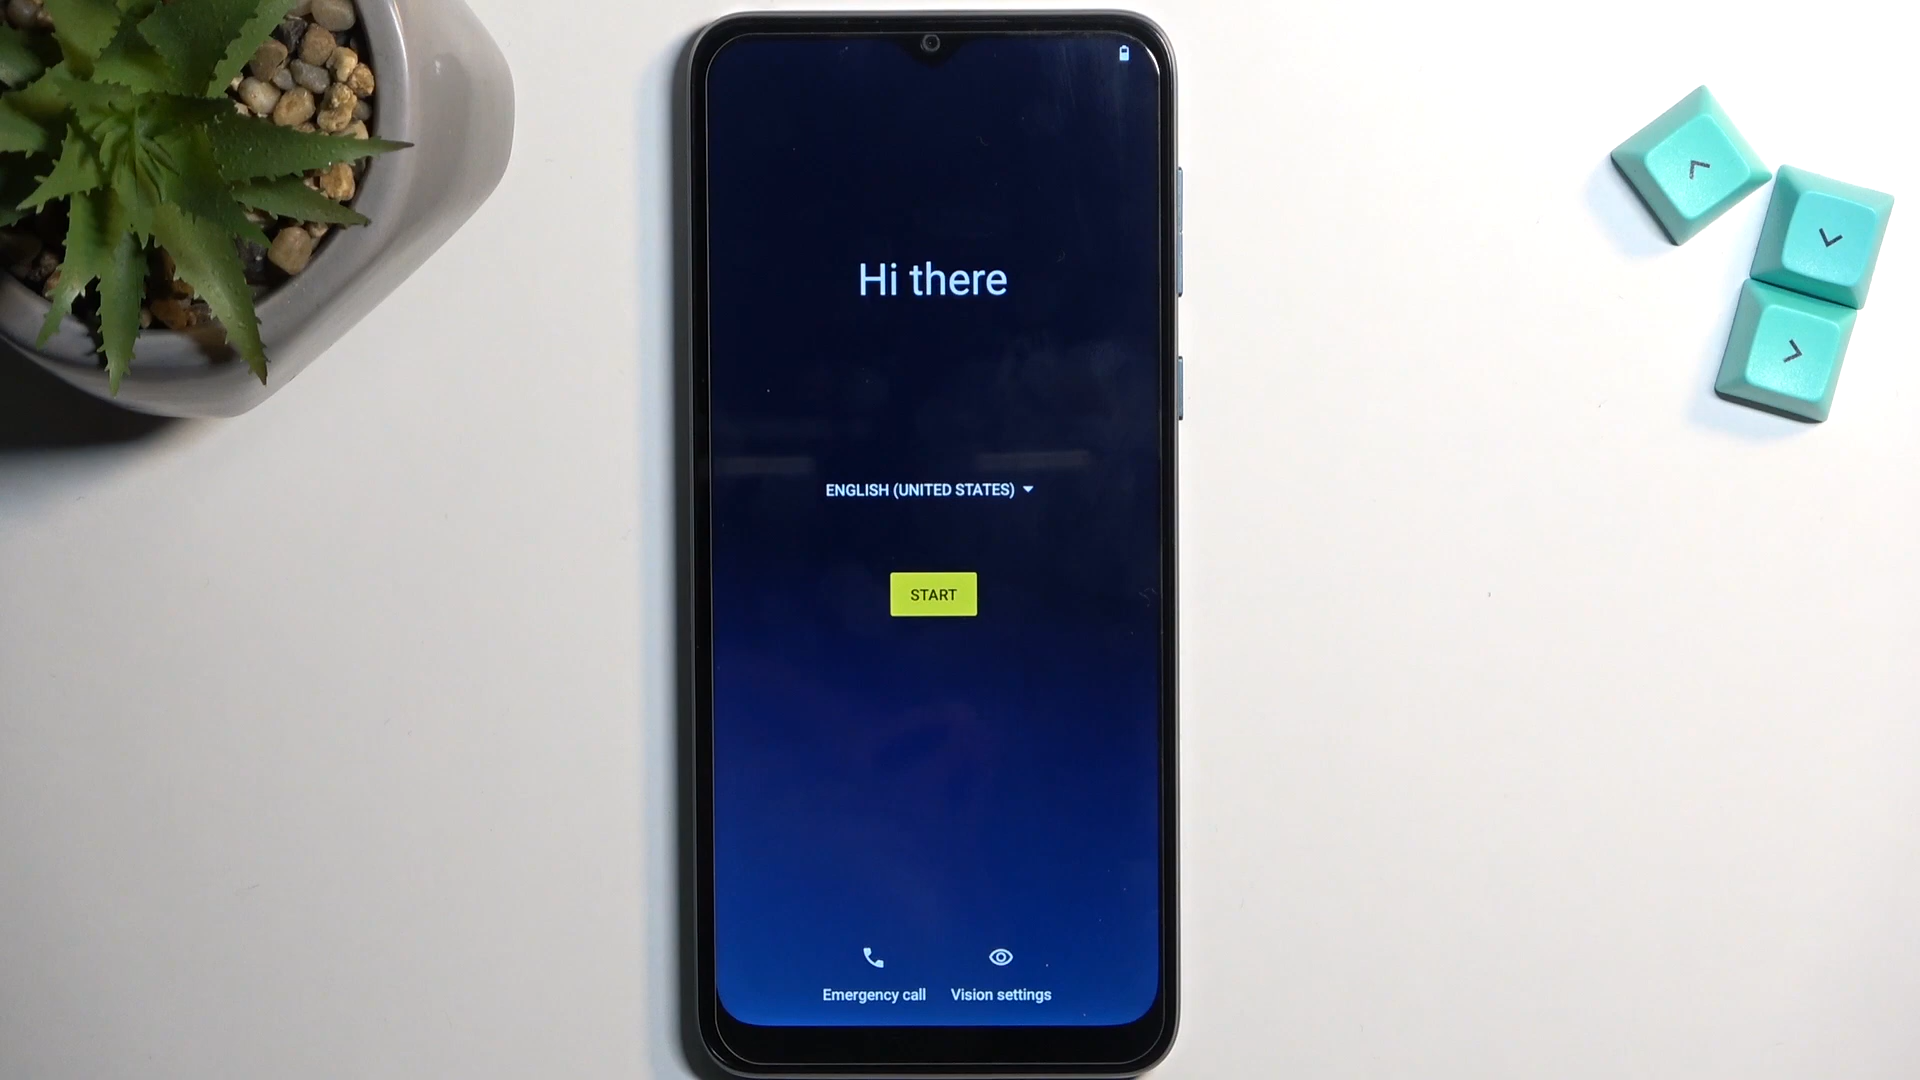 Hi there
ENGLISH (UNITED STATES)
START
Emergency call
Vision settings